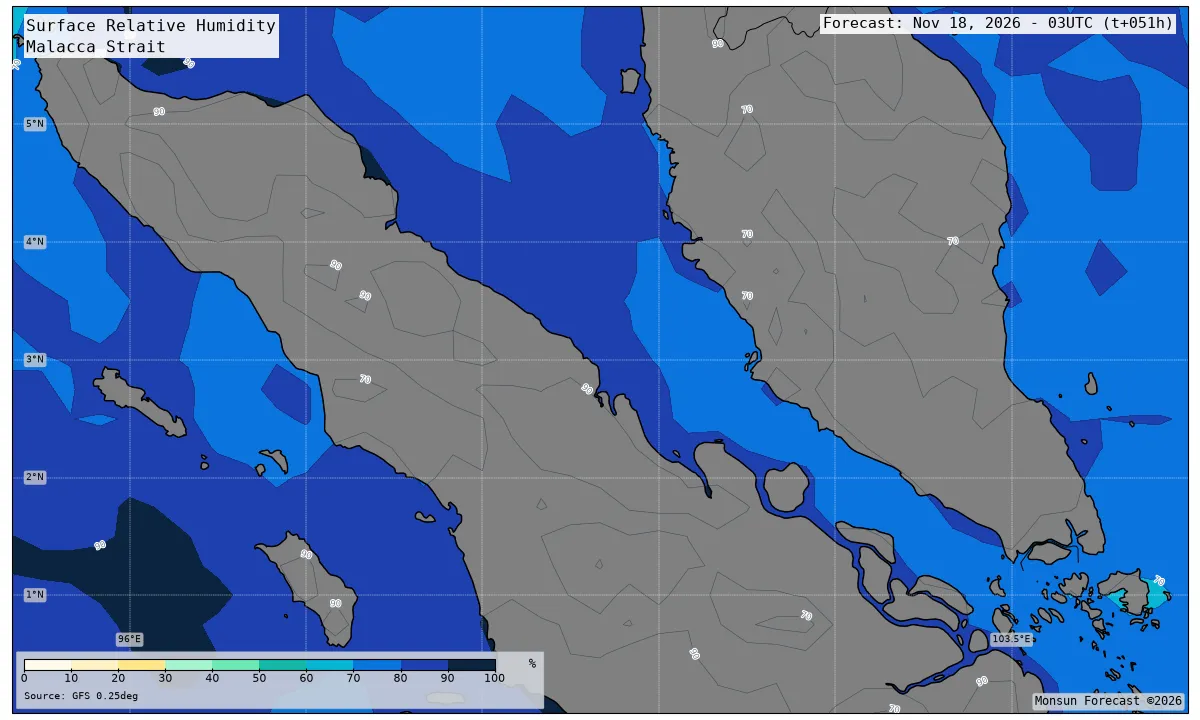 Surface Relative Humidity
Malacca Strait
Forecast: Nov 18, 2026 - 03UTC (t+051h)
90
70
90
90
70
5°N
70
4°N
70
90
90
70
3°N
70
90
2°N
90
90
70
1°N
90
70
96°E
103.5°E
90
90
70
%
0 10 20 30 40 50 60 70 80 90 100
Source: GFS 0.25deg
Monsun Forecast ©2026